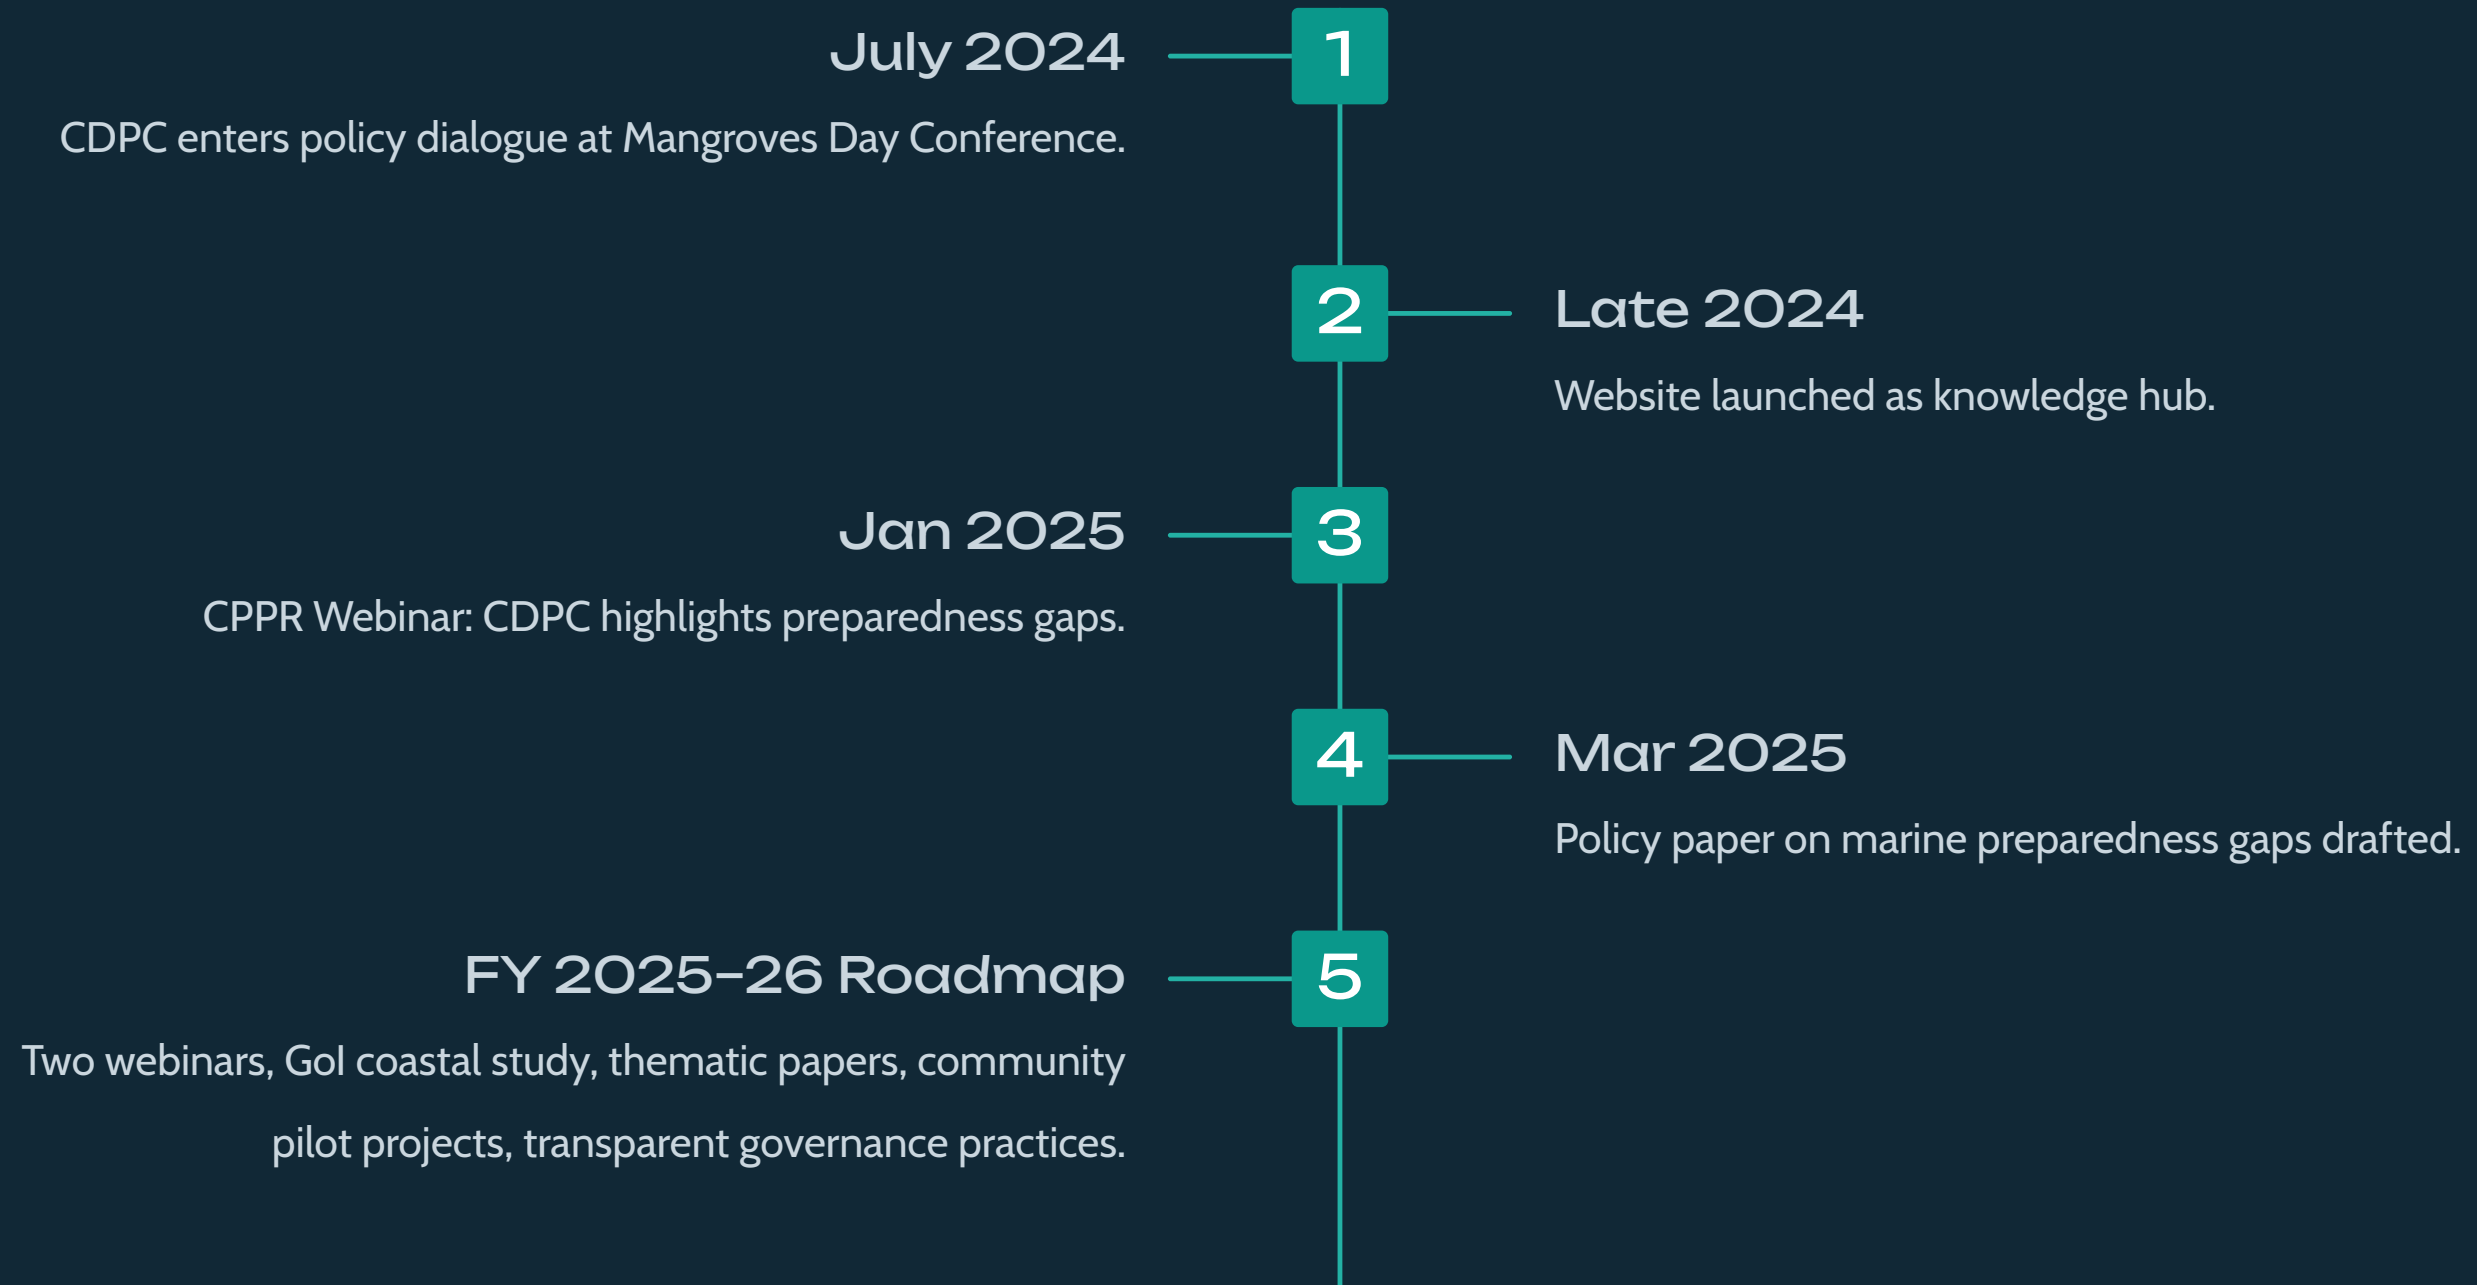 1
July 2024
CDPC enters policy dialogue at Mangroves Day Conference.
2
Late 2024
Website launched as knowledge hub.
3
Jan 2025
CPPR Webinar: CDPC highlights preparedness gaps.
4
Mar 2025
Policy paper on marine preparedness gaps drafted.
5
FY 2025–26 Roadmap
Two webinars, GoI coastal study, thematic papers, community
pilot projects, transparent governance practices.